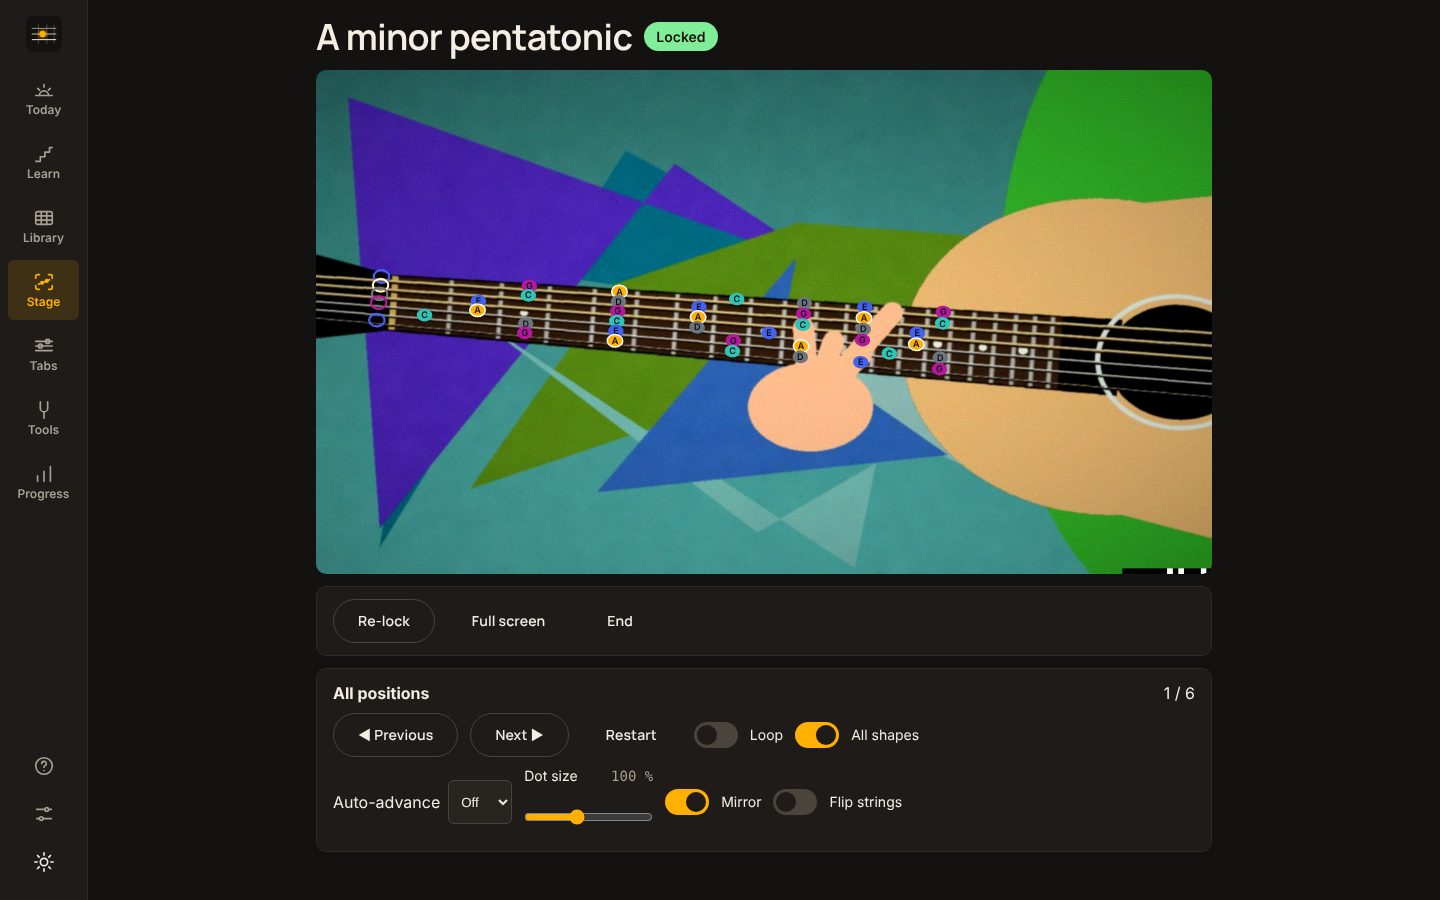 A minor pentatonic
Locked
Today
Learn
Library
Stage
Tabs
Tools
Progress
G
C
E
A
C
D
G
A
D
G
C
E
A
C
E
A
D
E
G
C
D
G
C
A
D
E
A
D
G
E
C
G
C
E
A
D
G
Re-lock
Full screen
End
All positions
1 / 6
◀ Previous
Next ▶
Restart
Loop
All shapes
Dot size
100 %
Auto-advance
Off
Mirror
Flip strings